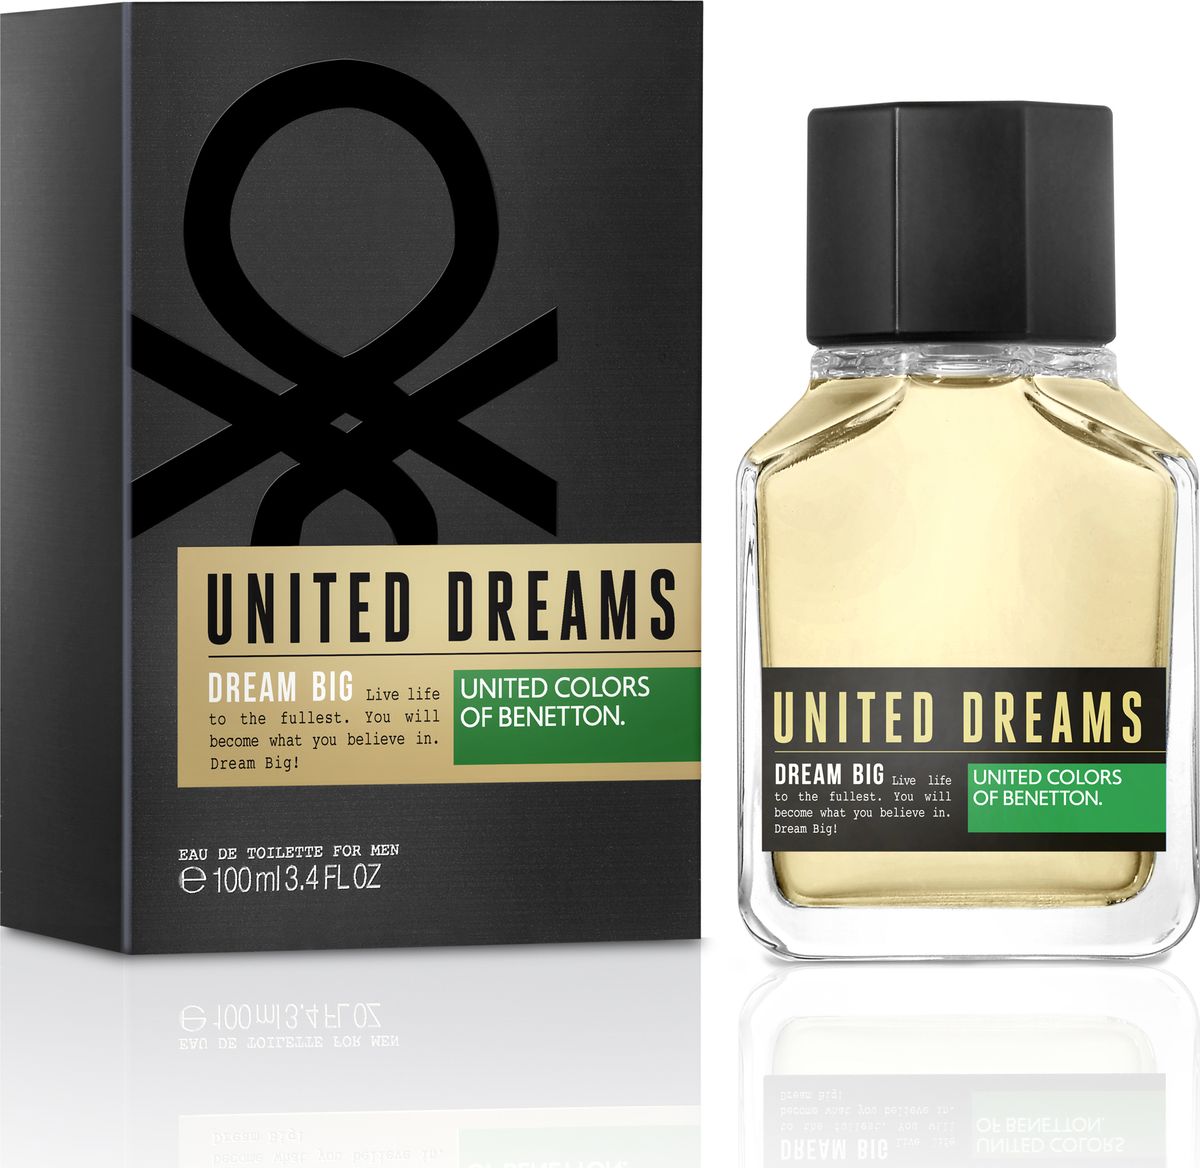 UNITED DREAMS
DREAM BIG Live life
to the fullest. You will
become what you believe in.
Dream Big!
UNITED COLORS
OF BENETTON.
EAU DE TOILETTE FOR MEN
℮ 100 ml 3.4 FL OZ
UNITED DREAMS
DREAM BIG Live life
to the fullest. You will
become what you believe in.
Dream Big!
UNITED COLORS
OF BENETTON.